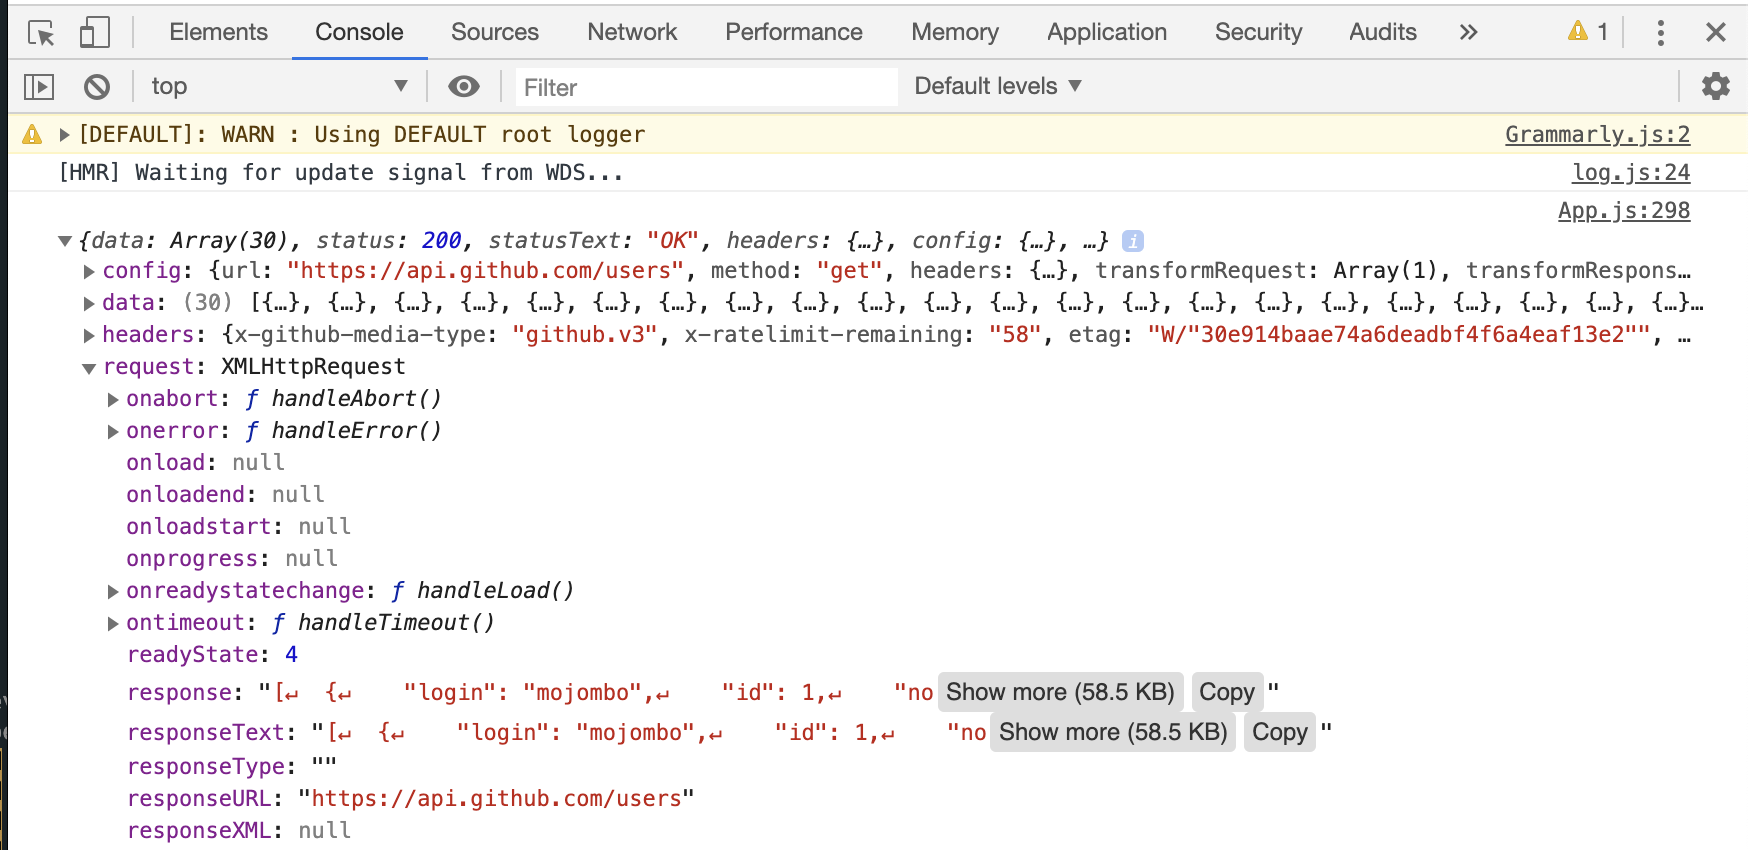 Elements Console Sources Network Performance Memory Application Security Audits » 1
top Filter Default levels
[DEFAULT]: WARN : Using DEFAULT root logger Grammarly.js:2
[HMR] Waiting for update signal from WDS... log.js:24
App.js:298
{data: Array(30), status: 200, statusText: "OK", headers: {…}, config: {…}, …} i
config: {url: "https://api.github.com/users", method: "get", headers: {…}, transformRequest: Array(1), transformRespons…
data: (30) [{…}, {…}, {…}, {…}, {…}, {…}, {…}, {…}, {…}, {…}, {…}, {…}, {…}, {…}, {…}, {…}, {…}, {…}, {…}, {…}, {…}, {…}…
headers: {x-github-media-type: "github.v3", x-ratelimit-remaining: "58", etag: "W/"30e914baae74a6deadbf4f6a4eaf13e2"", …
request: XMLHttpRequest
onabort: ƒ handleAbort()
onerror: ƒ handleError()
onload: null
onloadend: null
onloadstart: null
onprogress: null
onreadystatechange: ƒ handleLoad()
ontimeout: ƒ handleTimeout()
readyState: 4
response: "[↵  {↵    "login": "mojombo",↵    "id": 1,↵    "no Show more (58.5 KB) Copy "
responseText: "[↵  {↵    "login": "mojombo",↵    "id": 1,↵    "no Show more (58.5 KB) Copy "
responseType: ""
responseURL: "https://api.github.com/users"
responseXML: null